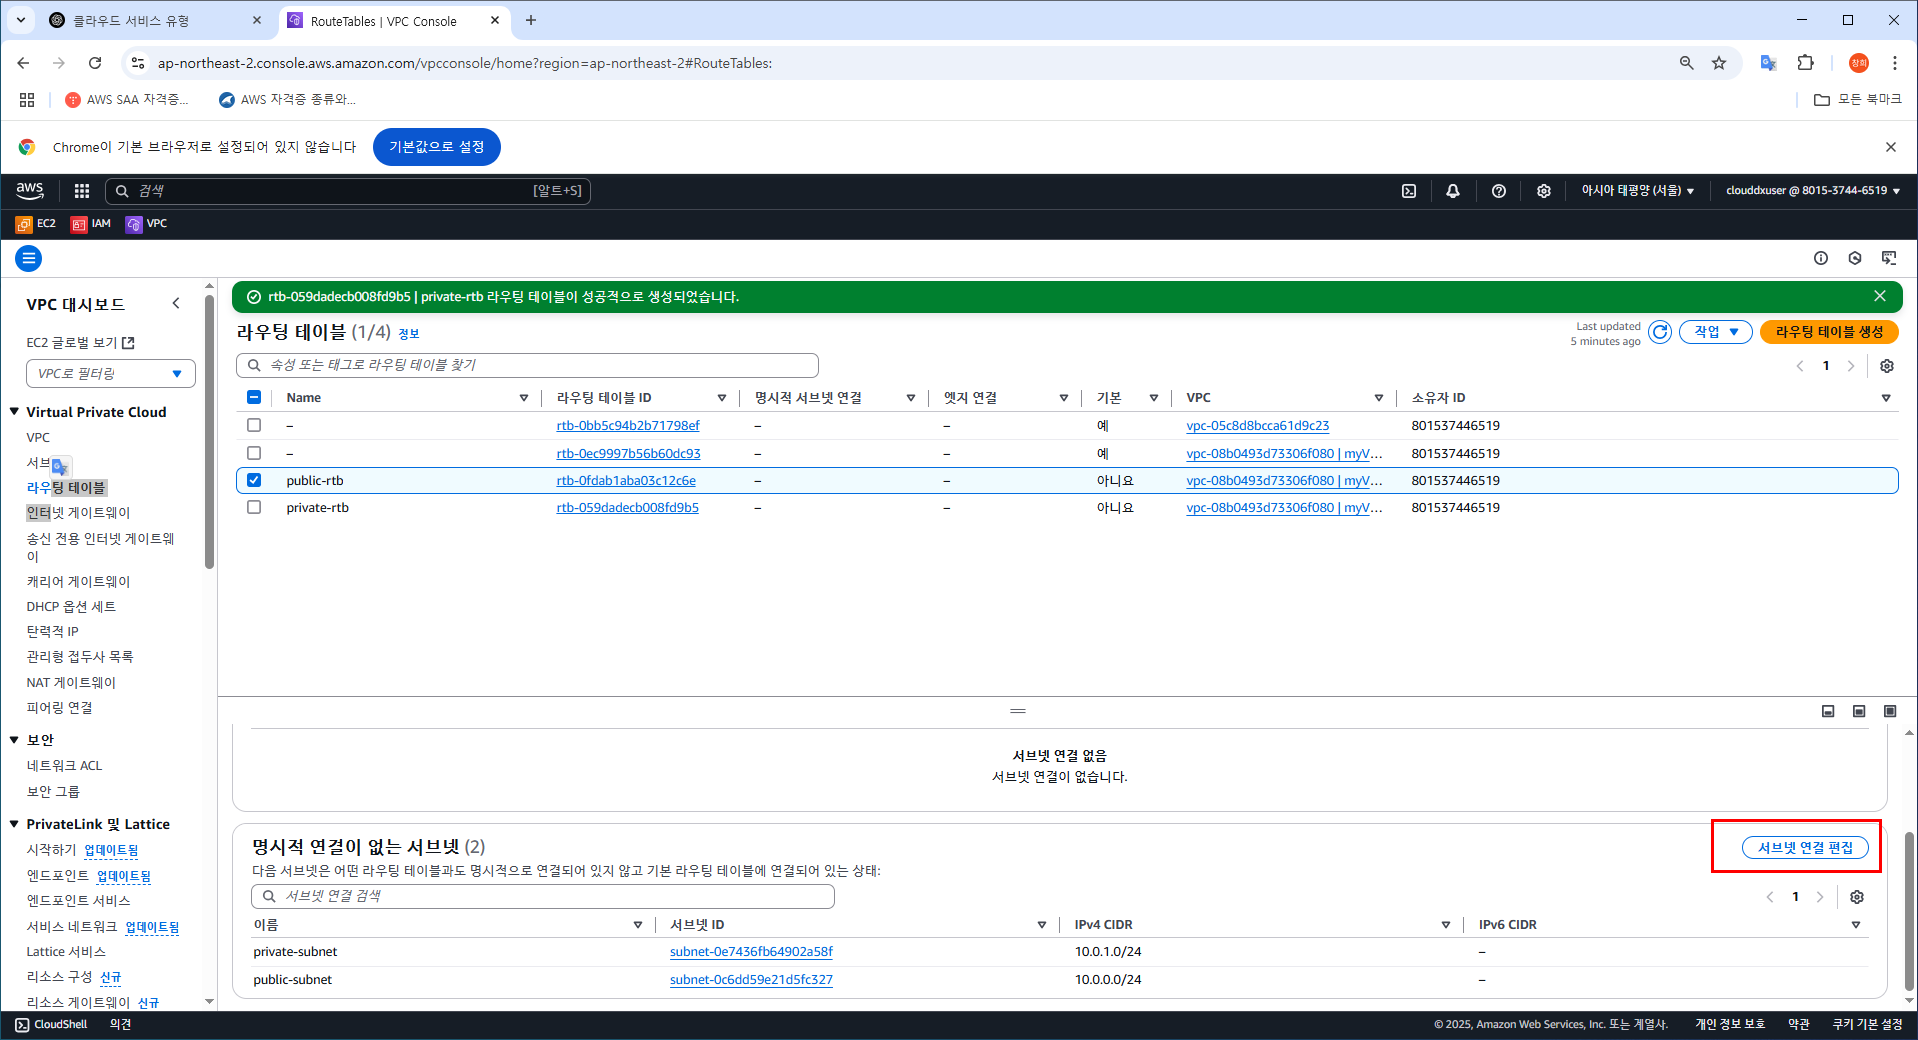 클라우드 서비스 유형
RouteTables | VPC Console
ap-northeast-2.console.aws.amazon.com/vpcconsole/home?region=ap-northeast-2#RouteTables:
창희
AWS SAA 자격증...
AWS 자격증 종류와...
모든 북마크
Chrome이 기본 브라우저로 설정되어 있지 않습니다
기본값으로 설정
aws
검색
[알트+S]
아시아 태평양 (서울)
clouddxuser @ 8015-3744-6519
EC2
IAM
VPC
VPC 대시보드
EC2 글로벌 보기
VPC로 필터링
Virtual Private Cloud
VPC
서브
라우팅 테이블
인터넷 게이트웨이
송신 전용 인터넷 게이트웨
이
캐리어 게이트웨이
DHCP 옵션 세트
탄력적 IP
관리형 접두사 목록
NAT 게이트웨이
피어링 연결
보안
네트워크 ACL
보안 그룹
PrivateLink 및 Lattice
시작하기 업데이트됨
엔드포인트 업데이트됨
엔드포인트 서비스
서비스 네트워크 업데이트됨
Lattice 서비스
리소스 구성 신규
리소스 게이트웨이 신규
rtb-059dadecb008fd9b5 | private-rtb 라우팅 테이블이 성공적으로 생성되었습니다.
라우팅 테이블 (1/4) 정보
Last updated
5 minutes ago
작업
라우팅 테이블 생성
속성 또는 태그로 라우팅 테이블 찾기
1
Name 라우팅 테이블 ID 명시적 서브넷 연결 엣지 연결 기본 VPC 소유자 ID
– rtb-0bb5c94b2b71798ef – – 예 vpc-05c8d8bcca61d9c23 801537446519
– rtb-0ec9997b56b60dc93 – – 예 vpc-08b0493d73306f080 | myV... 801537446519
public-rtb rtb-0fdab1aba03c12c6e – – 아니요 vpc-08b0493d73306f080 | myV... 801537446519
private-rtb rtb-059dadecb008fd9b5 – – 아니요 vpc-08b0493d73306f080 | myV... 801537446519
서브넷 연결 없음
서브넷 연결이 없습니다.
명시적 연결이 없는 서브넷 (2)
서브넷 연결 편집
다음 서브넷은 어떤 라우팅 테이블과도 명시적으로 연결되어 있지 않고 기본 라우팅 테이블에 연결되어 있는 상태:
서브넷 연결 검색
1
이름 서브넷 ID IPv4 CIDR IPv6 CIDR
private-subnet subnet-0e7436fb64902a58f 10.0.1.0/24 –
public-subnet subnet-0c6dd59e21d5fc327 10.0.0.0/24 –
CloudShell
의견
© 2025, Amazon Web Services, Inc. 또는 계열사.
개인 정보 보호
약관
쿠키 기본 설정